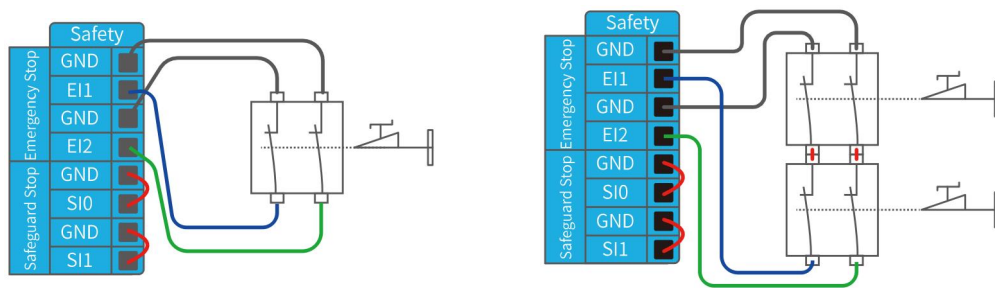 Safety
Emergency Stop
GND
EI1
GND
EI2
Safeguard Stop
GND
SI0
GND
SI1
Safety
Emergency Stop
GND
EI1
GND
EI2
Safeguard Stop
GND
SI0
GND
SI1